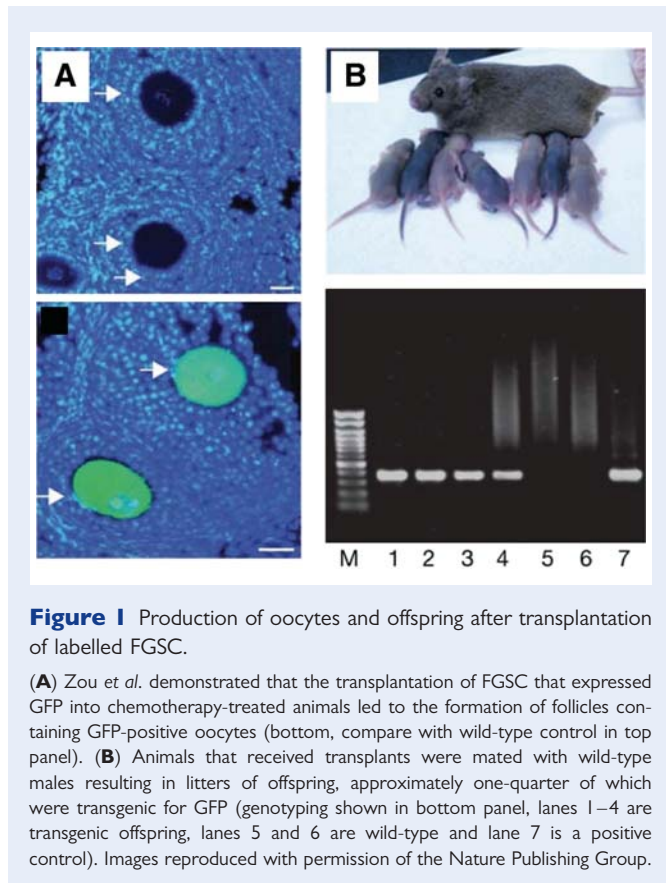 A
B
M 1 2 3 4 5 6 7
Figure 1 Production of oocytes and offspring after transplantation
of labelled FGSC.
(A) Zou et al. demonstrated that the transplantation of FGSC that expressed
GFP into chemotherapy-treated animals led to the formation of follicles con-
taining GFP-positive oocytes (bottom, compare with wild-type control in top
panel). (B) Animals that received transplants were mated with wild-type
males resulting in litters of offspring, approximately one-quarter of which
were transgenic for GFP (genotyping shown in bottom panel, lanes 1–4 are
transgenic offspring, lanes 5 and 6 are wild-type and lane 7 is a positive
control). Images reproduced with permission of the Nature Publishing Group.